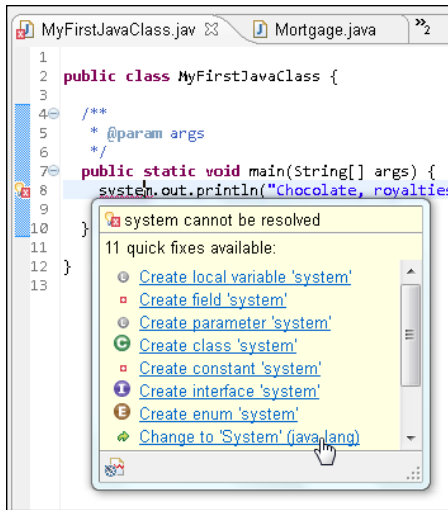 MyFirstJavaClass.jav Mortgage.java »2
1
2 public class MyFirstJavaClass {
3
4 /**
5 * @param args
6 */
7 public static void main(String[] args) {
8 system.out.println("Chocolate, royalties
9
10 }
11
12 }
13
system cannot be resolved
11 quick fixes available:
Create local variable 'system'
Create field 'system'
Create parameter 'system'
Create class 'system'
Create constant 'system'
Create interface 'system'
Create enum 'system'
Change to 'System' (java.lang)